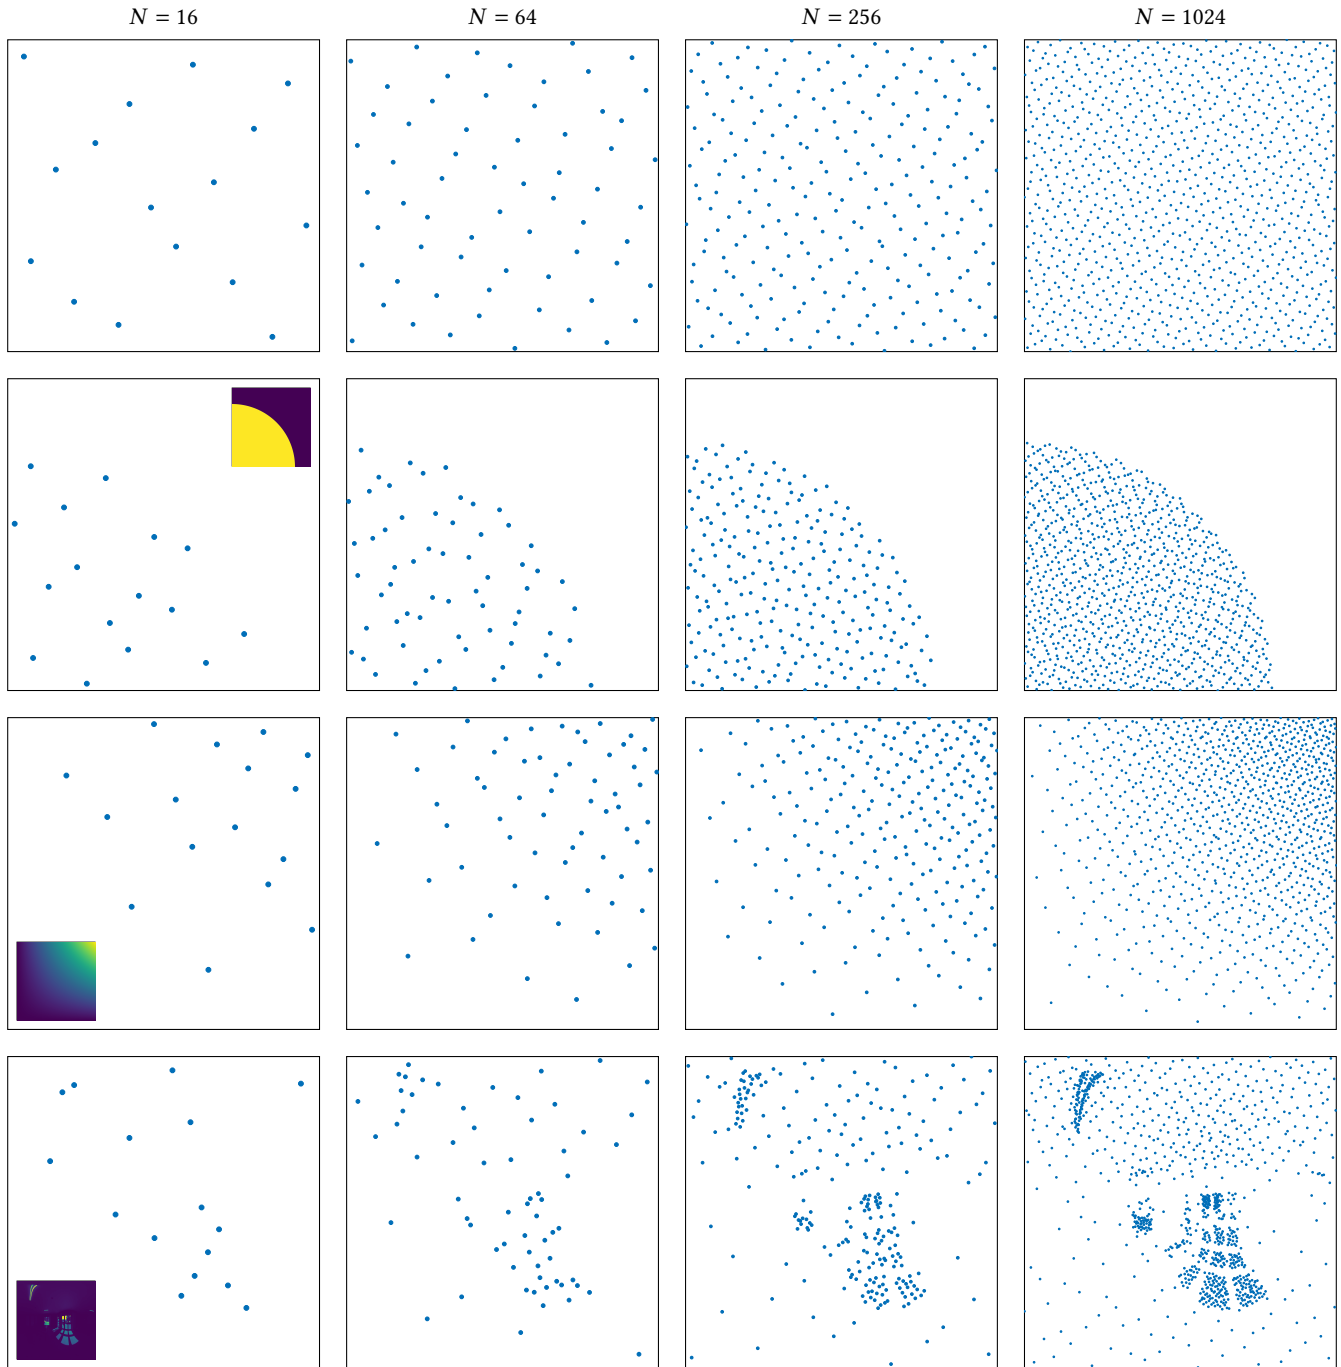 N = 16 N = 64 N = 256 N = 1024